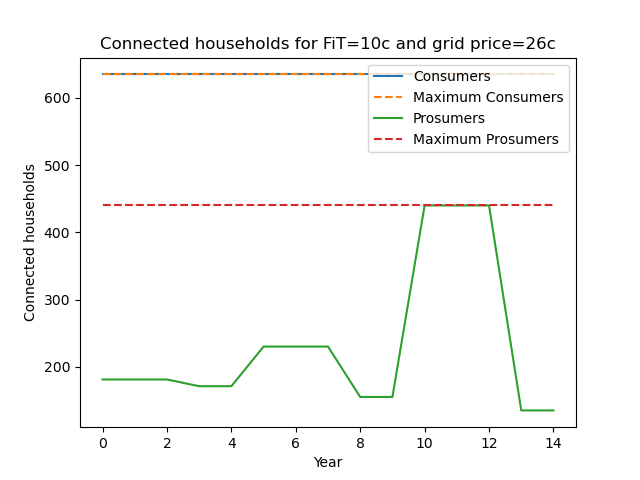 Connected households for FiT=10c and grid price=26c
Consumers
Maximum Consumers
Prosumers
Maximum Prosumers
Connected households
600
500
400
300
200
0 2 4 6 8 10 12 14
Year